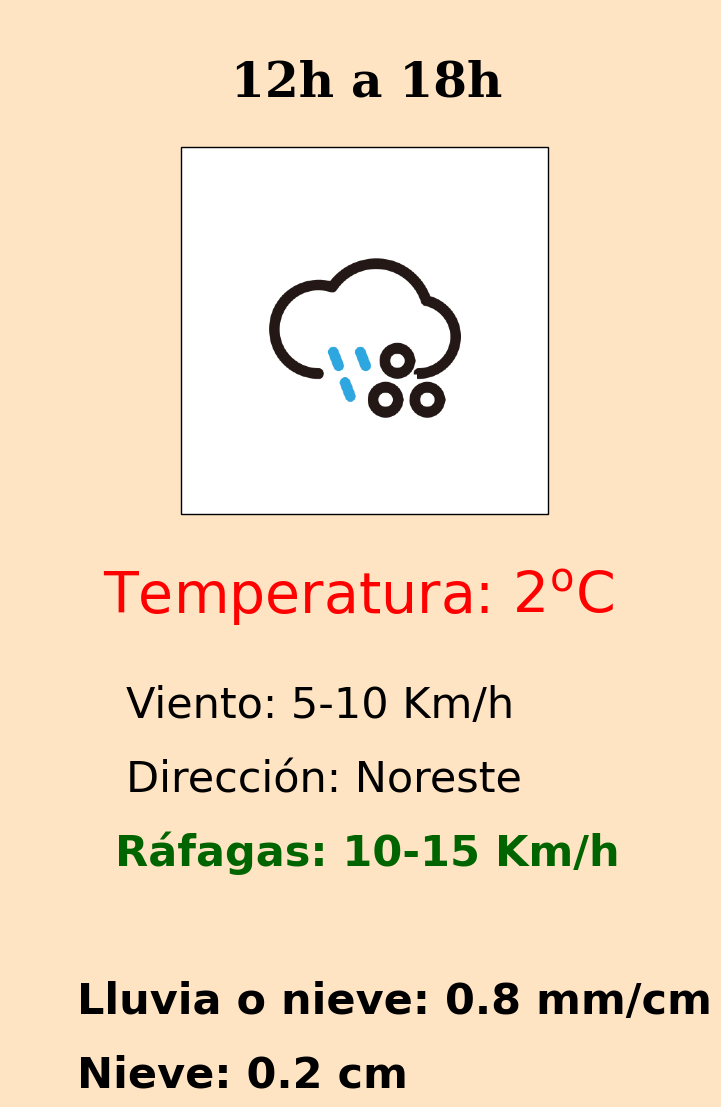 12h a 18h
Temperatura: 2ºC
Viento: 5-10 Km/h
Dirección: Noreste
Ráfagas: 10-15 Km/h
Lluvia o nieve: 0.8 mm/cm
Nieve: 0.2 cm